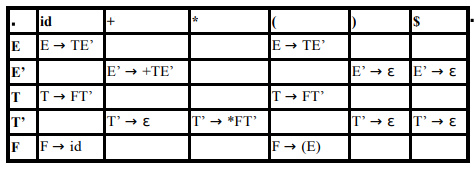 . id + * ( ) $
E E → TE’ E → TE’
E’ E’ → +TE’ E’ → ε E’ → ε
T T → FT’ T → FT’
T’ T’ → ε T’ → *FT’ T’ → ε T’ → ε
F F → id F → (E)